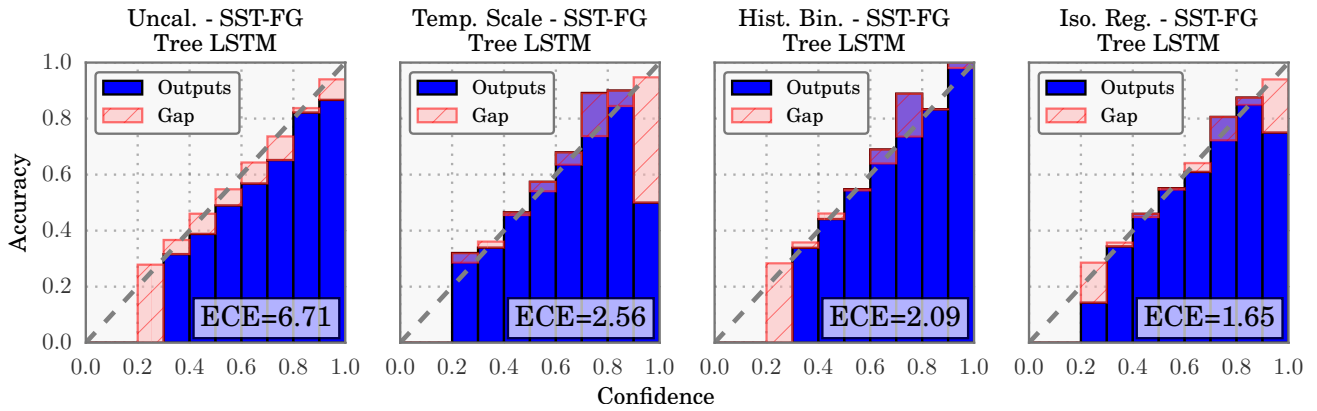 Uncal. - SST-FG
Tree LSTM
Temp. Scale - SST-FG
Tree LSTM
Hist. Bin. - SST-FG
Tree LSTM
Iso. Reg. - SST-FG
Tree LSTM
Accuracy
1.0
0.8
0.6
0.4
0.2
0.0
Outputs
Gap
ECE=6.71
0.0 0.2 0.4 0.6 0.8 1.0
Outputs
Gap
ECE=2.56
0.0 0.2 0.4 0.6 0.8 1.0
Outputs
Gap
ECE=2.09
0.0 0.2 0.4 0.6 0.8 1.0
Outputs
Gap
ECE=1.65
0.0 0.2 0.4 0.6 0.8 1.0
Confidence